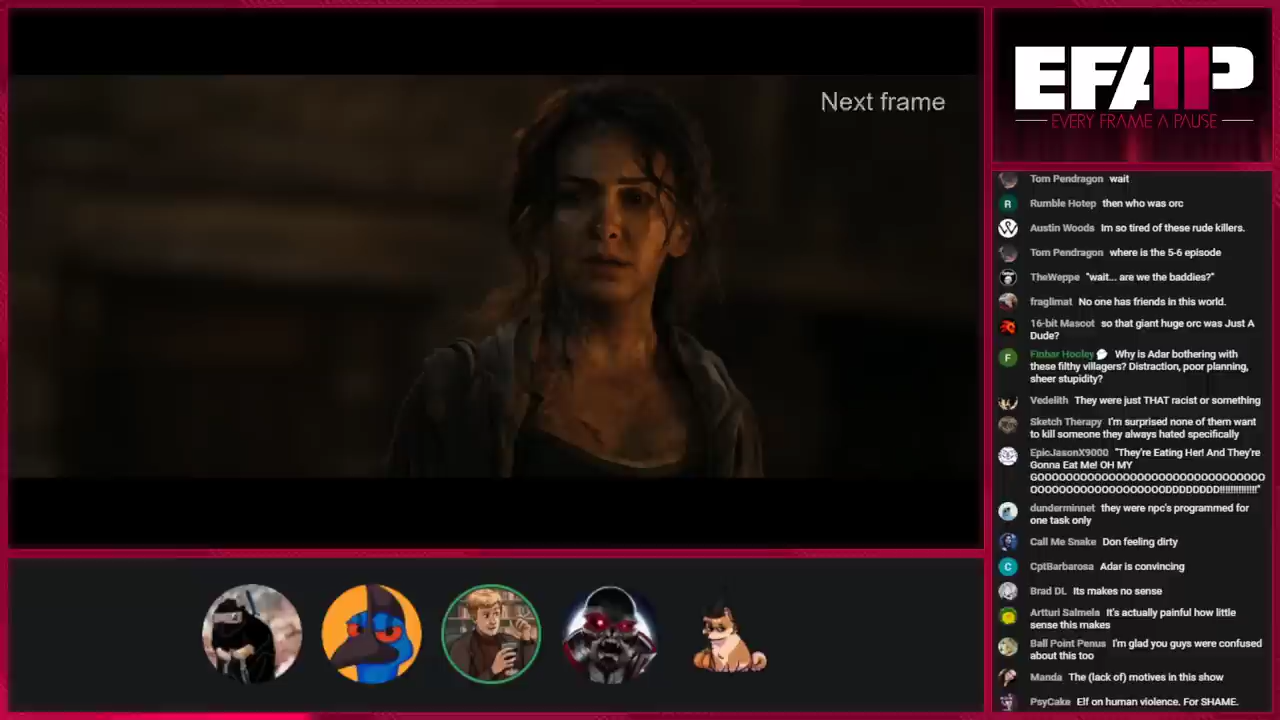 Next frame
EFAP
EVERY FRAME A PAUSE
Tom Pendragon wait
R Rumble Hotep then who was orc
Austin Woods Im so tired of these rude killers.
Tom Pendragon where is the 5-6 episode
TheWeppe "wait... are we the baddies?"
fraglimat No one has friends in this world.
16-bit Mascot so that giant huge orc was Just A
Dude?
F Finbar Hooley Why is Adar bothering with
these filthy villagers? Distraction, poor planning,
sheer stupidity?
Vedelith They were just THAT racist or something
Sketch Therapy I'm surprised none of them want
to kill someone they always hated specifically
EpicJasonX9000 "They're Eating Her! And They're
Gonna Eat Me! OH MY
GOOOOOOOOOOOOOOOOOOOOOOOOOOOOOOO
OOOOOOOOOOOOOOOOOODDDDDDDD!!!!!!!!!!!!!!!"
dunderminnet they were npc's programmed for
one task only
Call Me Snake Don feeling dirty
C CptBarbarosa Adar is convincing
Brad DL Its makes no sense
Artturi Salmela It's actually painful how little
sense this makes
Ball Point Penus I'm glad you guys were confused
about this too
Manda The (lack of) motives in this show
PsyCake Elf on human violence. For SHAME.